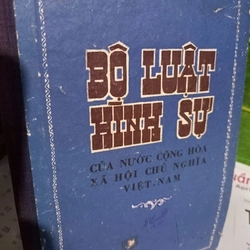 BỘ LUẬT
HÌNH SỰ
CỦA NƯỚC CỘNG HÒA
XÃ HỘI CHỦ NGHĨA
VIỆT-NAM